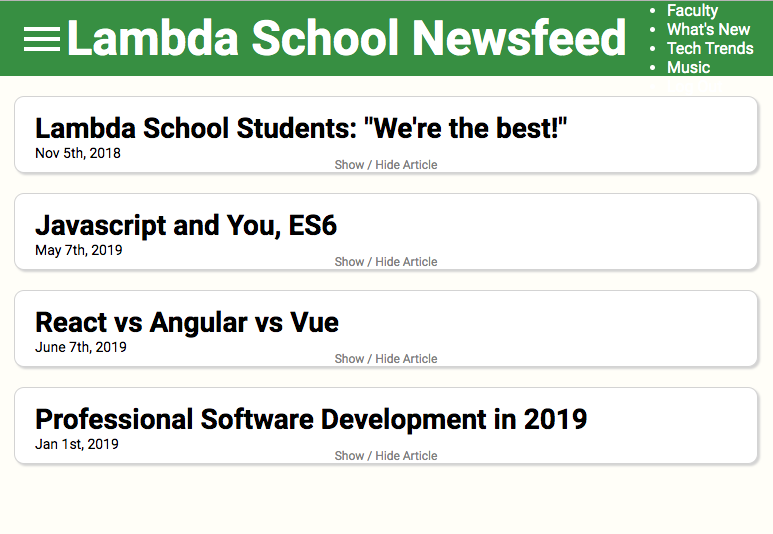 Lambda School Newsfeed
Faculty
What's New
Tech Trends
Music
Lambda School Students: "We're the best!"
Nov 5th, 2018
Show / Hide Article
Javascript and You, ES6
May 7th, 2019
Show / Hide Article
React vs Angular vs Vue
June 7th, 2019
Show / Hide Article
Professional Software Development in 2019
Jan 1st, 2019
Show / Hide Article